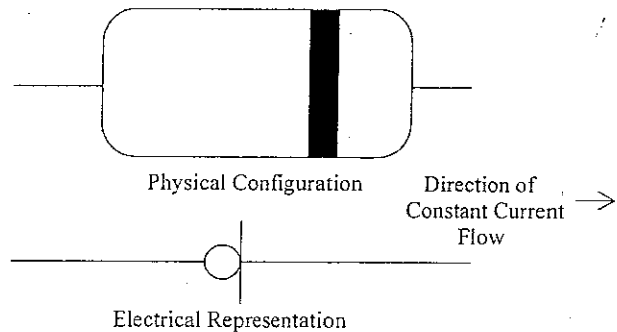 Physical Configuration
Direction of
Constant Current
Flow
Electrical Representation